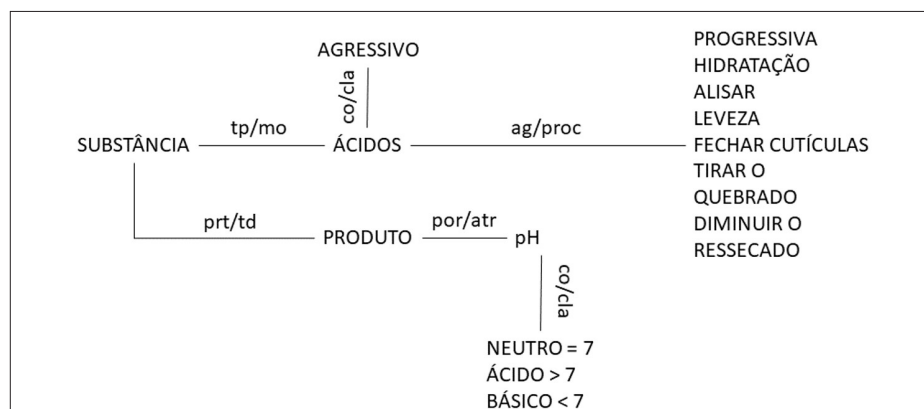 AGRESSIVO
co/cla
SUBSTÂNCIA
tp/mo
ÁCIDOS
ag/proc
PROGRESSIVA
HIDRATAÇÃO
ALISAR
LEVEZA
FECHAR CUTÍCULAS
TIRAR O
QUEBRADO
DIMINUIR O
RESSECADO
prt/td
PRODUTO
por/atr
pH
co/cla
NEUTRO = 7
ÁCIDO > 7
BÁSICO < 7